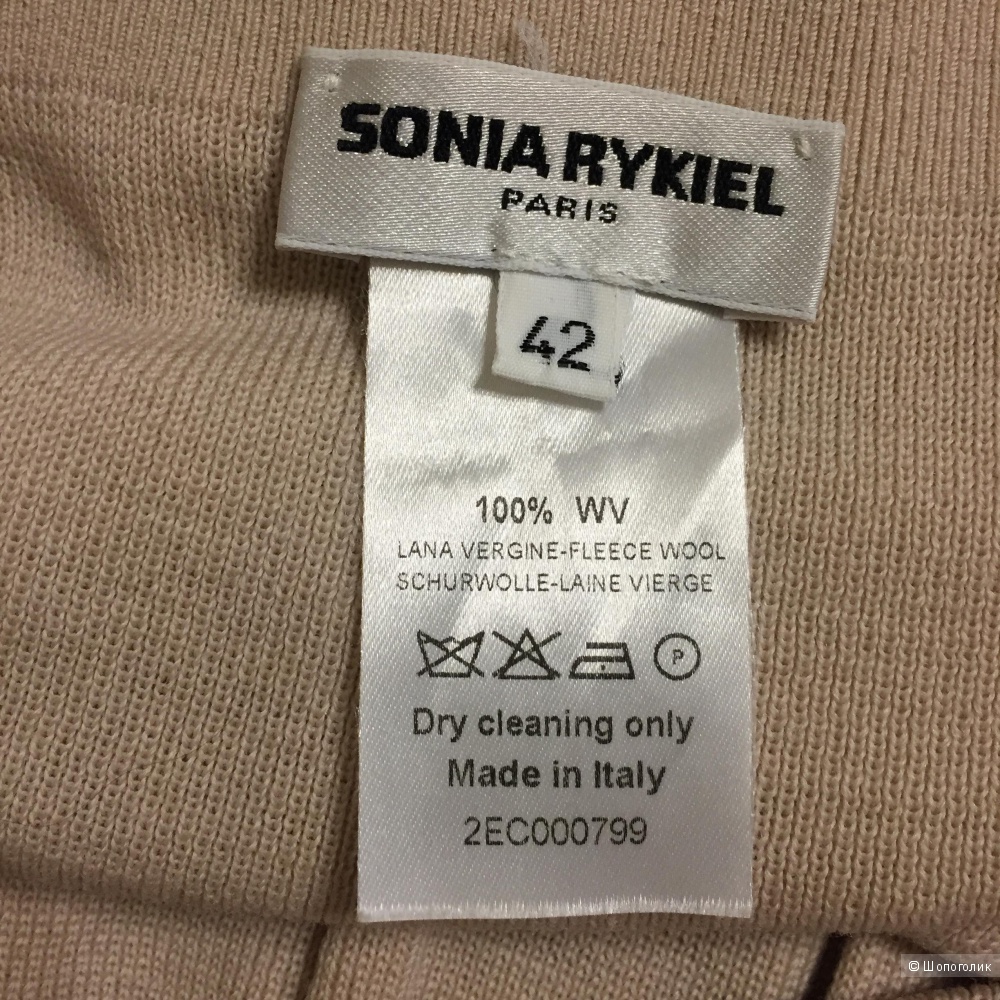 SONIA RYKIEL
PARIS
42
100% WV
LANA VERGINE-FLEECE WOOL
SCHURWOLLE-LAINE VIERGE
P
Dry cleaning only
Made in Italy
2EC000799
© Шопоголик